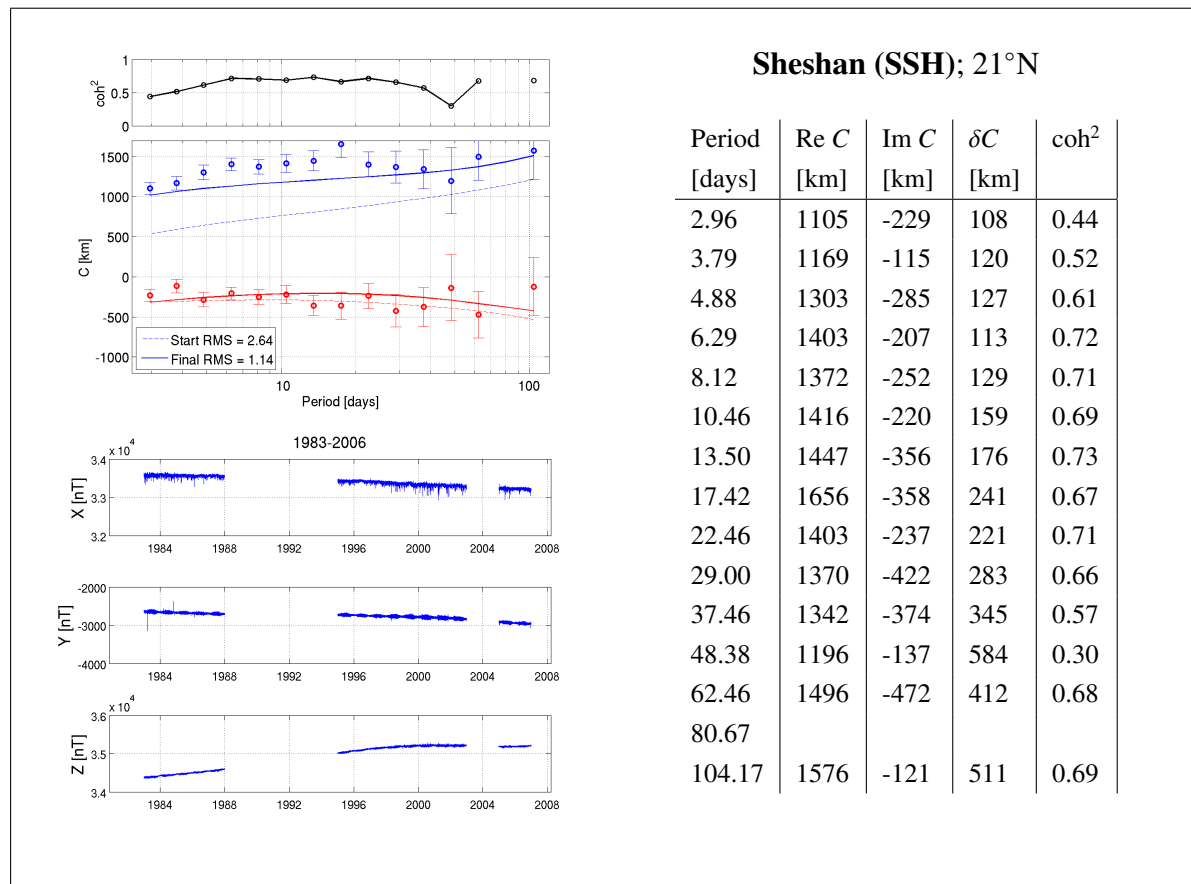 1
0.5
0
coh²
1500
1000
500
0
-500
-1000
C [km]
Start RMS = 2.64
Final RMS = 1.14
10
100
Period [days]
1983-2006
x 10⁴
3.4
3.3
3.2
X [nT]
1984 1988 1992 1996 2000 2004 2008
-2000
-3000
-4000
Y [nT]
1984 1988 1992 1996 2000 2004 2008
x 10⁴
3.6
3.5
3.4
Z [nT]
1984 1988 1992 1996 2000 2004 2008
Sheshan (SSH); 21°N
Period Re C Im C δC coh²
[days] [km] [km] [km]
2.96 1105 -229 108 0.44
3.79 1169 -115 120 0.52
4.88 1303 -285 127 0.61
6.29 1403 -207 113 0.72
8.12 1372 -252 129 0.71
10.46 1416 -220 159 0.69
13.50 1447 -356 176 0.73
17.42 1656 -358 241 0.67
22.46 1403 -237 221 0.71
29.00 1370 -422 283 0.66
37.46 1342 -374 345 0.57
48.38 1196 -137 584 0.30
62.46 1496 -472 412 0.68
80.67
104.17 1576 -121 511 0.69